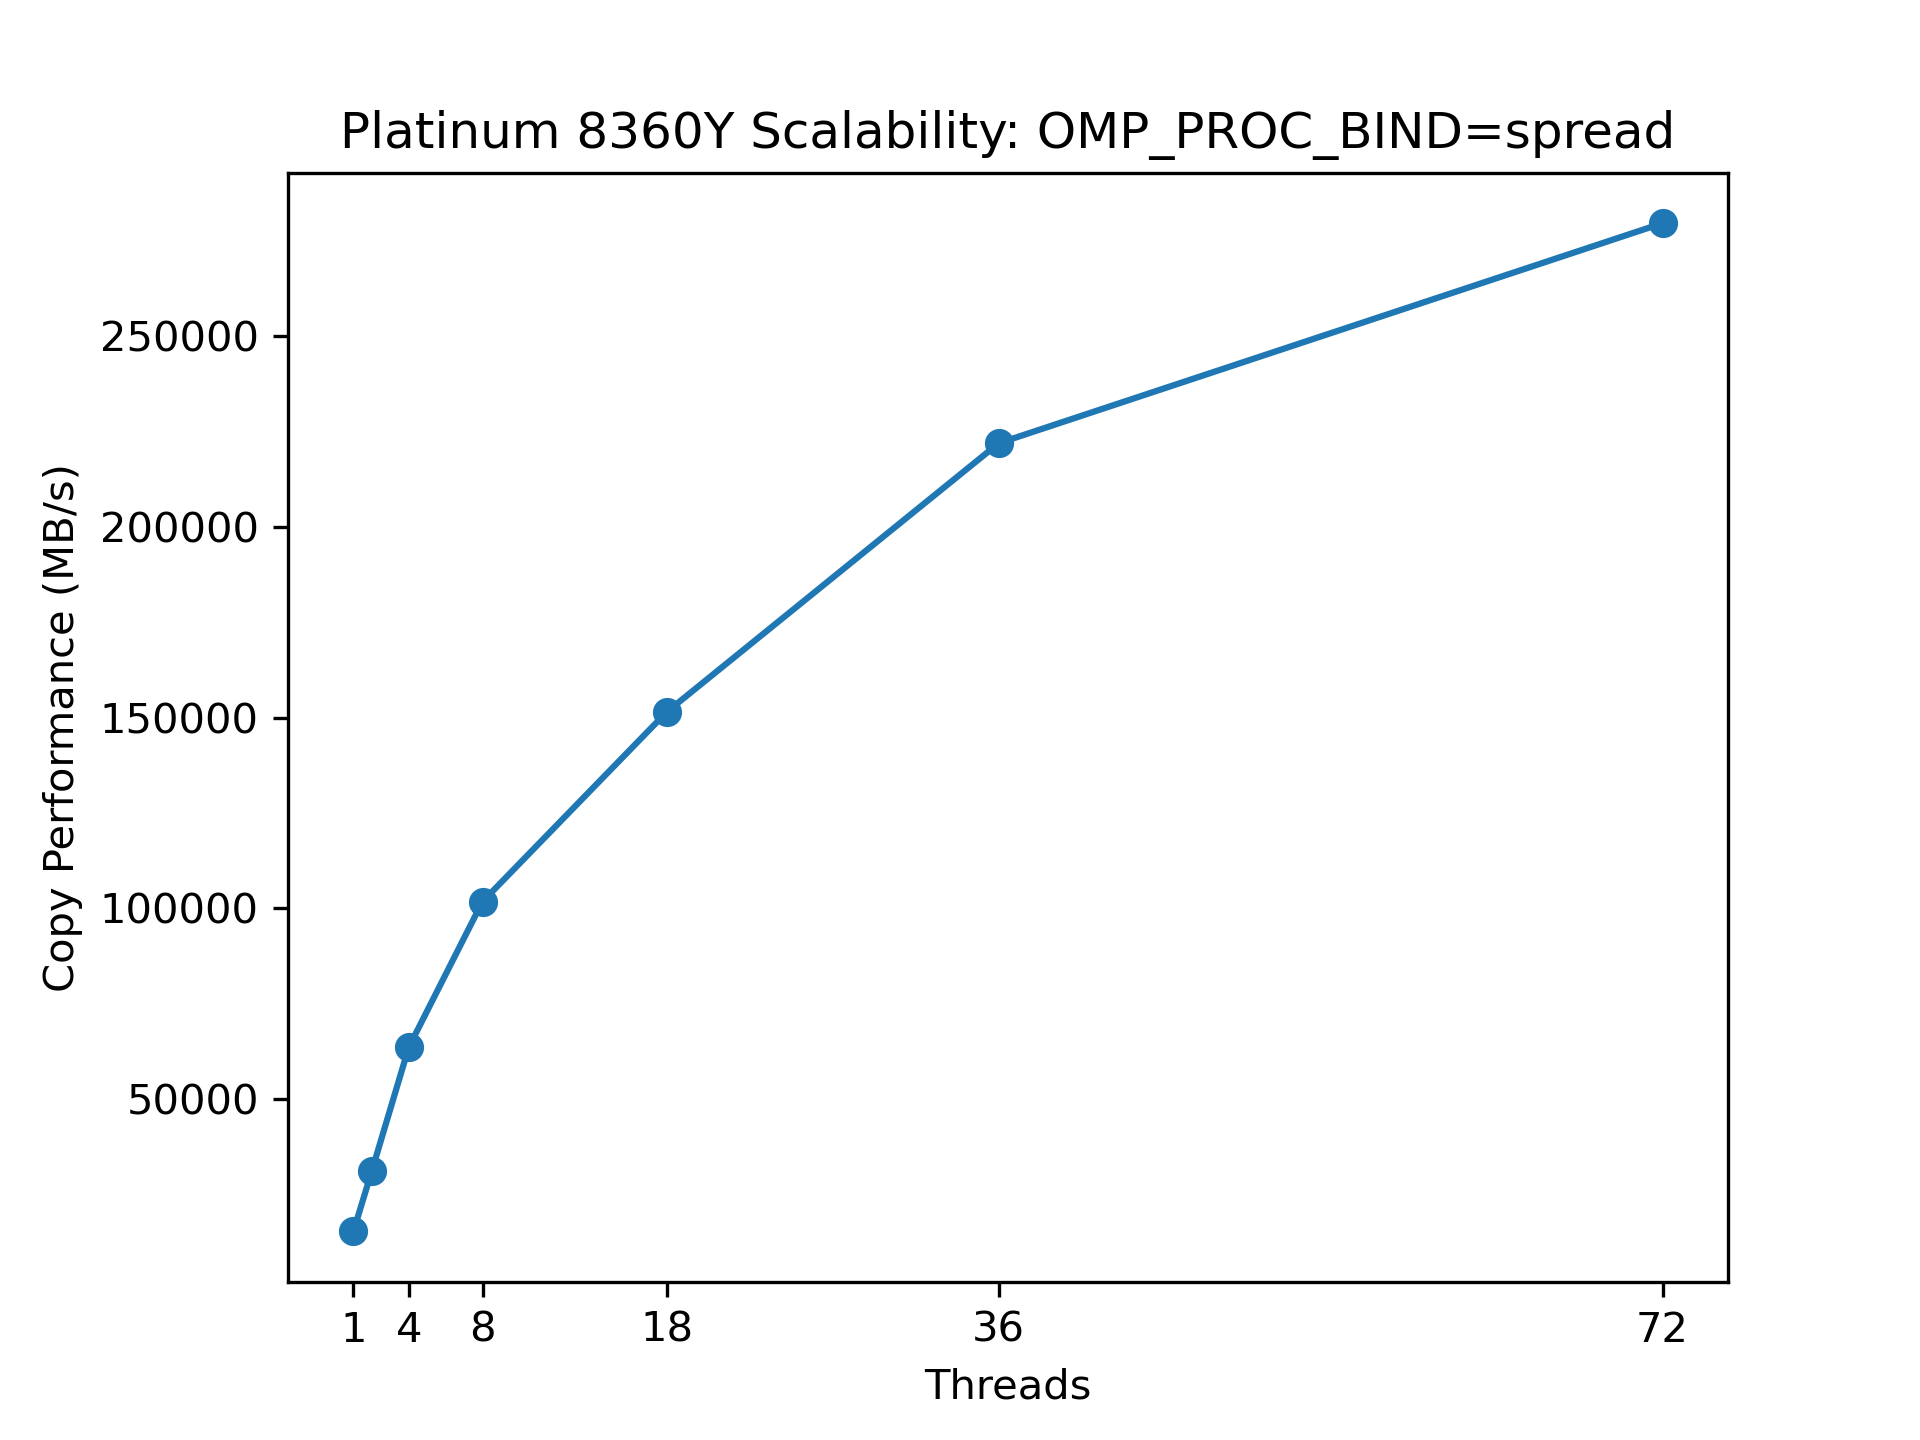 Platinum 8360Y Scalability: OMP_PROC_BIND=spread
Copy Performance (MB/s)
250000
200000
150000
100000
50000
1 4 8 18 36 72
Threads